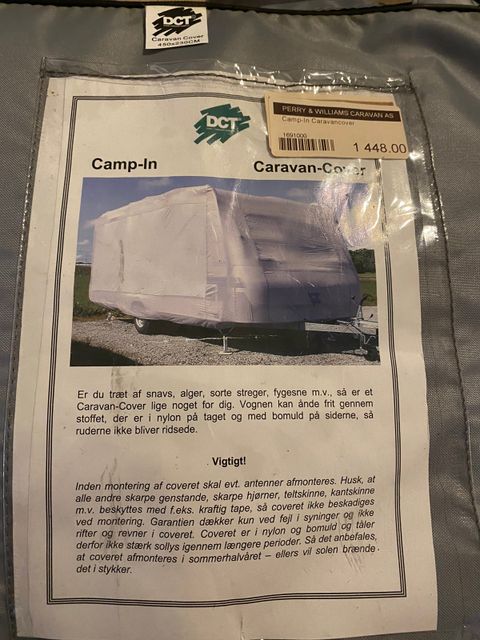 DCT
Caravan Cover
450x230CM
DCT
PERRY & WILLIAMS CARAVAN AS
Camp-In Caravancover
1691000
1 448.00
Camp-In Caravan-Cover
Er du træt af snavs, alger, sorte streger, fygesne m.v., så er et
Caravan-Cover lige noget for dig. Vognen kan ånde frit gennem
stoffet, der er i nylon på taget og med bomuld på siderne, så
ruderne ikke bliver ridsede.
Vigtigt!
Inden montering af coveret skal evt. antenner afmonteres. Husk, at
alle andre skarpe genstande, skarpe hjørner, teltskinne, kantskinne
m.v. beskyttes med f.eks. kraftig tape, så coveret ikke beskadiges
ved montering. Garantien dækker kun ved fejl i syninger og ikke
rifter og revner i coveret. Coveret er i nylon og bomuld og tåler
derfor ikke stærk sollys igennem længere perioder. Så det anbefales,
at coveret afmonteres i sommerhalvåret – ellers vil solen brænde
det i stykker.